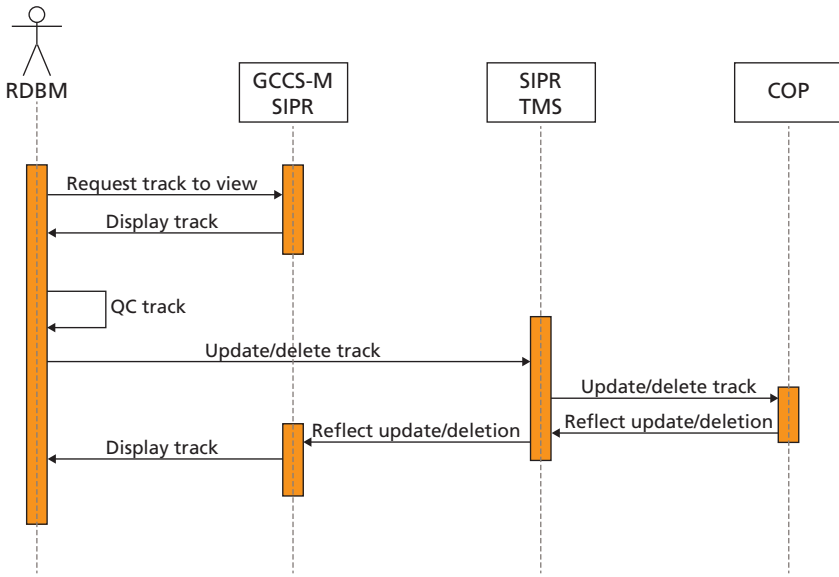 RDBM
GCCS-M
SIPR
SIPR
TMS
COP
Request track to view
Display track
QC track
Update/delete track
Update/delete track
Reflect update/deletion
Reflect update/deletion
Display track